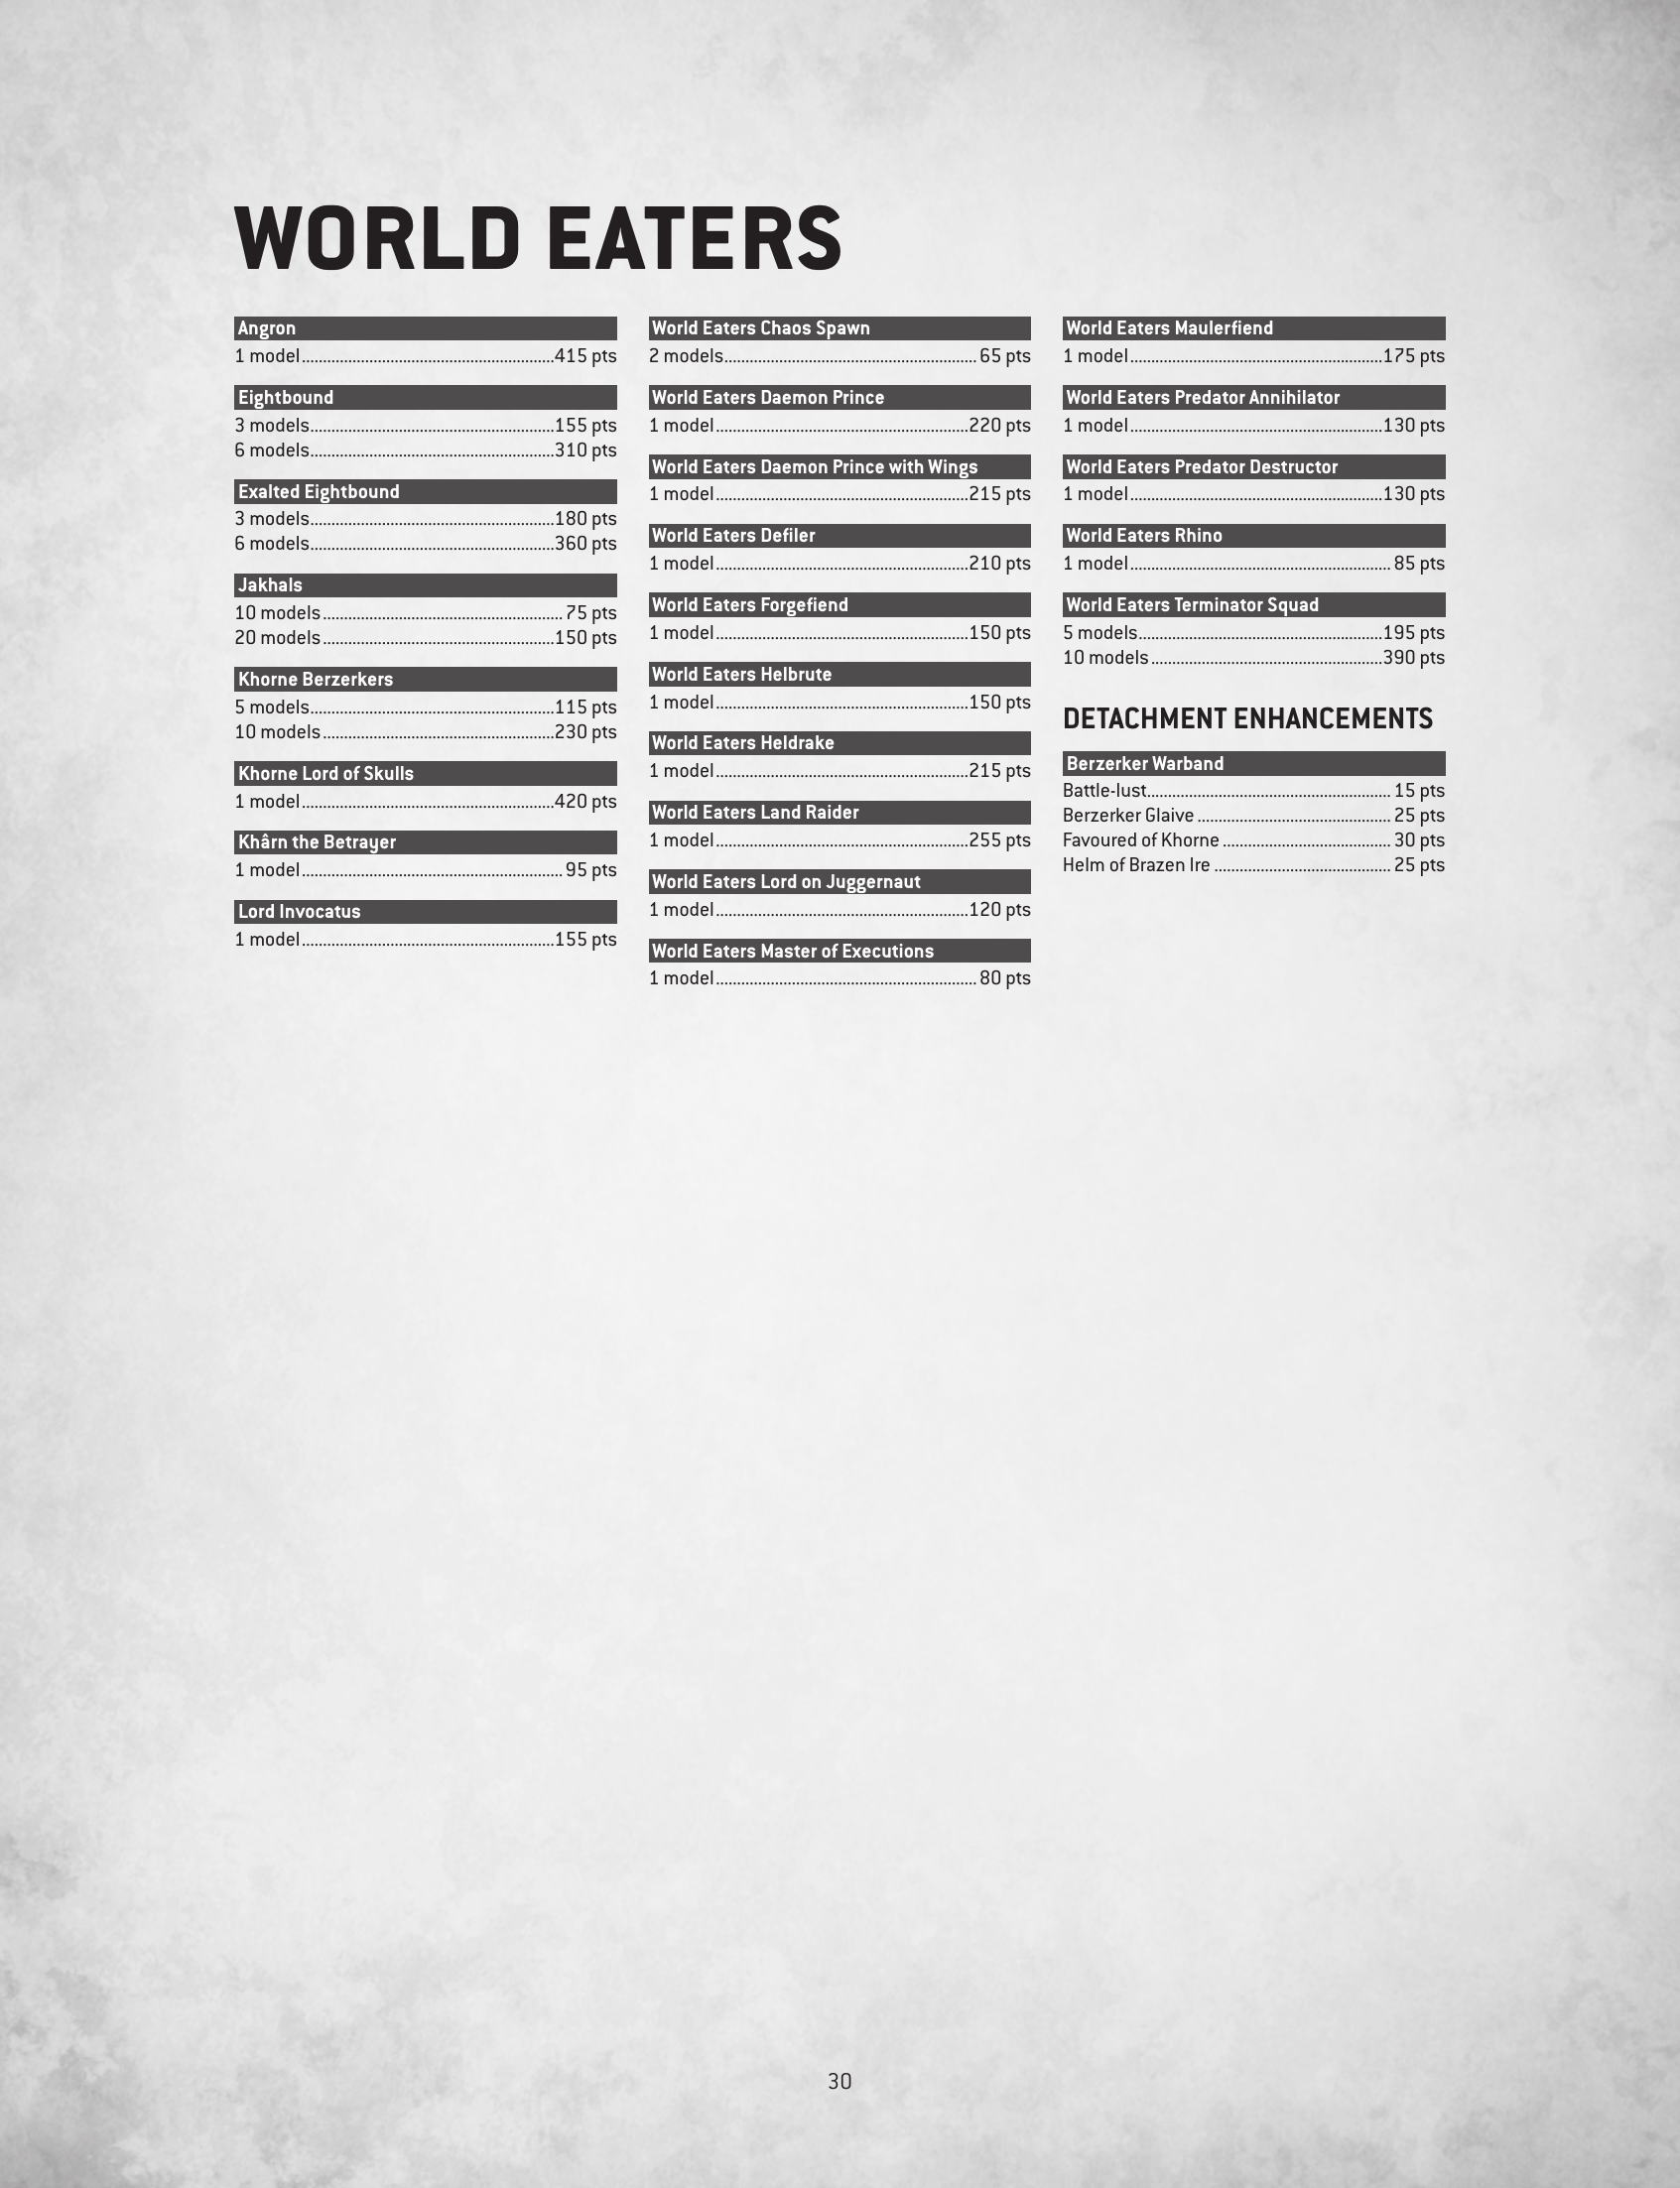 WORLD EATERS
Angron
1 model..........415 pts
Eightbound
3 models..........155 pts
6 models..........310 pts
Exalted Eightbound
3 models..........180 pts
6 models..........360 pts
Jakhals
10 models..........75 pts
20 models..........150 pts
Khorne Berzerkers
5 models..........115 pts
10 models..........230 pts
Khorne Lord of Skulls
1 model..........420 pts
Khârn the Betrayer
1 model..........95 pts
Lord Invocatus
1 model..........155 pts
World Eaters Chaos Spawn
2 models..........65 pts
World Eaters Daemon Prince
1 model..........220 pts
World Eaters Daemon Prince with Wings
1 model..........215 pts
World Eaters Defiler
1 model..........210 pts
World Eaters Forgefiend
1 model..........150 pts
World Eaters Helbrute
1 model..........150 pts
World Eaters Heldrake
1 model..........215 pts
World Eaters Land Raider
1 model..........255 pts
World Eaters Lord on Juggernaut
1 model..........120 pts
World Eaters Master of Executions
1 model..........80 pts
World Eaters Maulerfiend
1 model..........175 pts
World Eaters Predator Annihilator
1 model..........130 pts
World Eaters Predator Destructor
1 model..........130 pts
World Eaters Rhino
1 model..........85 pts
World Eaters Terminator Squad
5 models..........195 pts
10 models..........390 pts
DETACHMENT ENHANCEMENTS
Berzerker Warband
Battle-lust..........15 pts
Berzerker Glaive..........25 pts
Favoured of Khorne..........30 pts
Helm of Brazen Ire..........25 pts
30